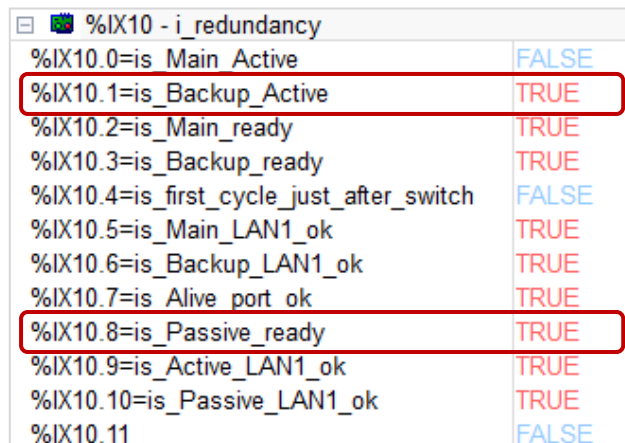 %IX10 - i_redundancy
%IX10.0=is_Main_Active FALSE
%IX10.1=is_Backup_Active TRUE
%IX10.2=is_Main_ready TRUE
%IX10.3=is_Backup_ready TRUE
%IX10.4=is_first_cycle_just_after_switch FALSE
%IX10.5=is_Main_LAN1_ok TRUE
%IX10.6=is_Backup_LAN1_ok TRUE
%IX10.7=is_Alive_port_ok TRUE
%IX10.8=is_Passive_ready TRUE
%IX10.9=is_Active_LAN1_ok TRUE
%IX10.10=is_Passive_LAN1_ok TRUE
%IX10.11 FALSE